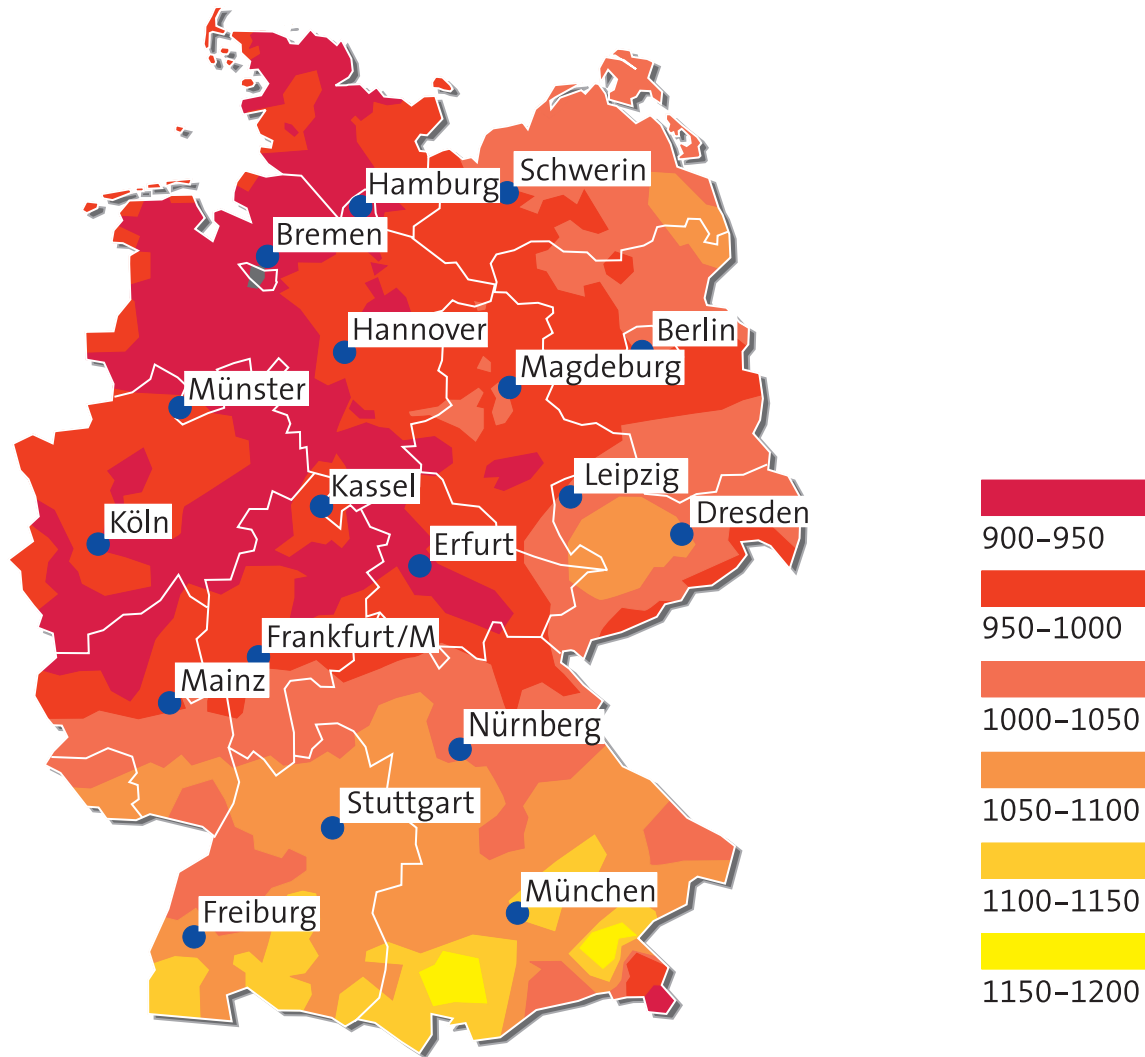 Schwerin
Hamburg
Bremen
Hannover
Berlin
Magdeburg
Münster
Leipzig
Kassel
Dresden
Köln
Erfurt
Frankfurt/M
Mainz
Nürnberg
Stuttgart
München
Freiburg
900–950
950–1000
1000–1050
1050–1100
1100–1150
1150–1200